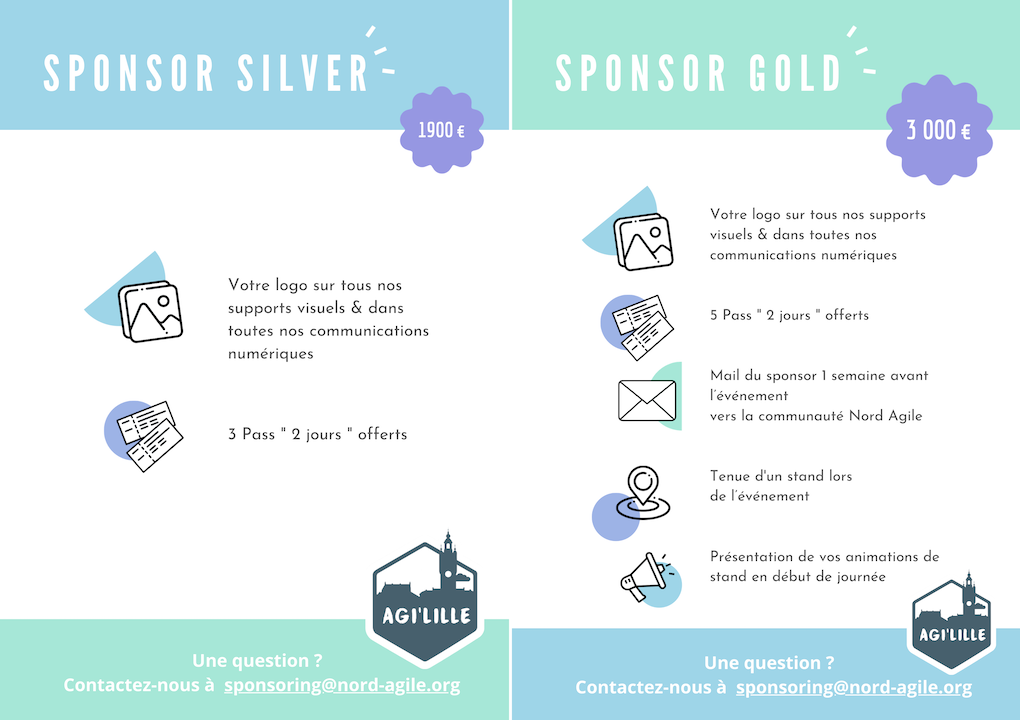 SPONSOR SILVER
1900 €
Votre logo sur tous nos
supports visuels & dans
toutes nos communications
numériques
3 Pass " 2 jours " offerts
AGI'LILLE
Une question ?
Contactez-nous à sponsoring@nord-agile.org
SPONSOR GOLD
3 000 €
Votre logo sur tous nos supports
visuels & dans toutes nos
communications numériques
5 Pass " 2 jours " offerts
Mail du sponsor 1 semaine avant
l'événement
vers la communauté Nord Agile
Tenue d'un stand lors
de l'événement
Présentation de vos animations de
stand en début de journée
AGI'LILLE
Une question ?
Contactez-nous à sponsoring@nord-agile.org